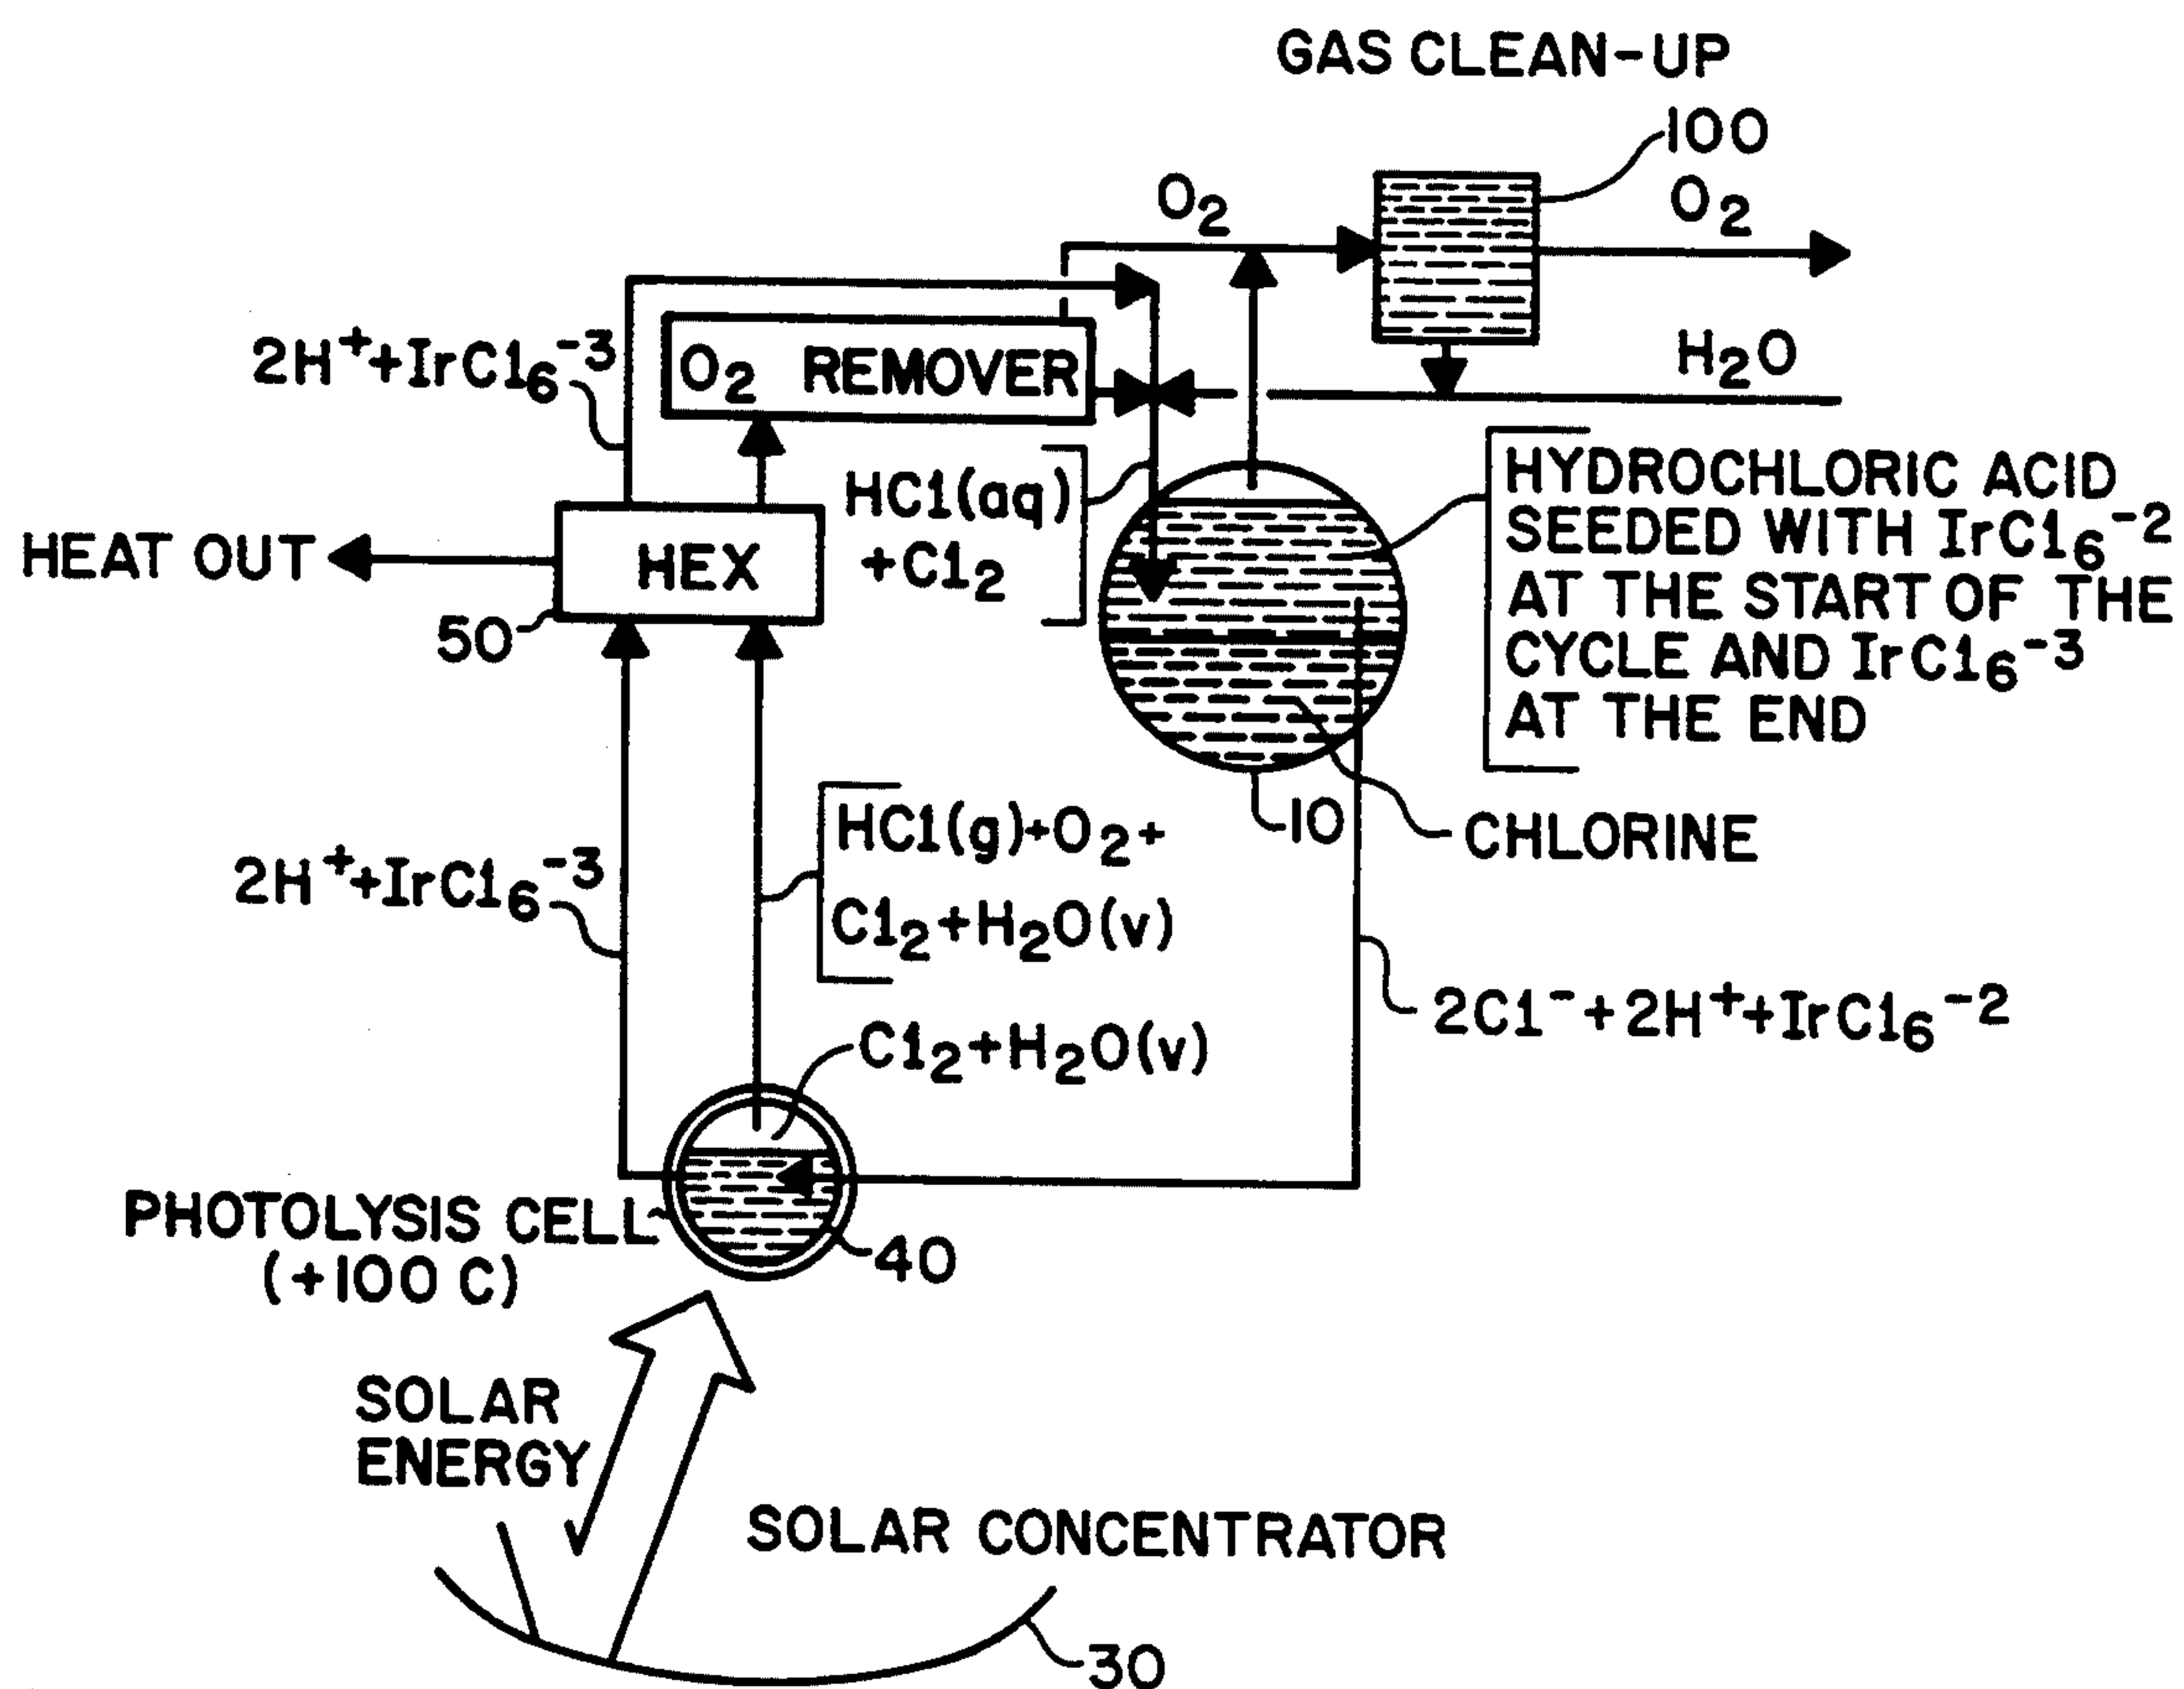 GAS CLEAN-UP
100
O2
O2
2H⁺+IrCl6⁻³
O2 REMOVER
H2O
HCl(aq)
+Cl2
HYDROCHLORIC ACID
SEEDED WITH IrCl6⁻²
AT THE START OF THE
CYCLE AND IrCl6⁻³
AT THE END
HEAT OUT
HEX
50
10
CHLORINE
HCl(g)+O2+
Cl2+H2O(v)
2H⁺+IrCl6⁻³
2Cl⁻+2H⁺+IrCl6⁻²
Cl2+H2O(v)
PHOTOLYSIS CELL
(+100 C)
40
SOLAR
ENERGY
SOLAR CONCENTRATOR
30